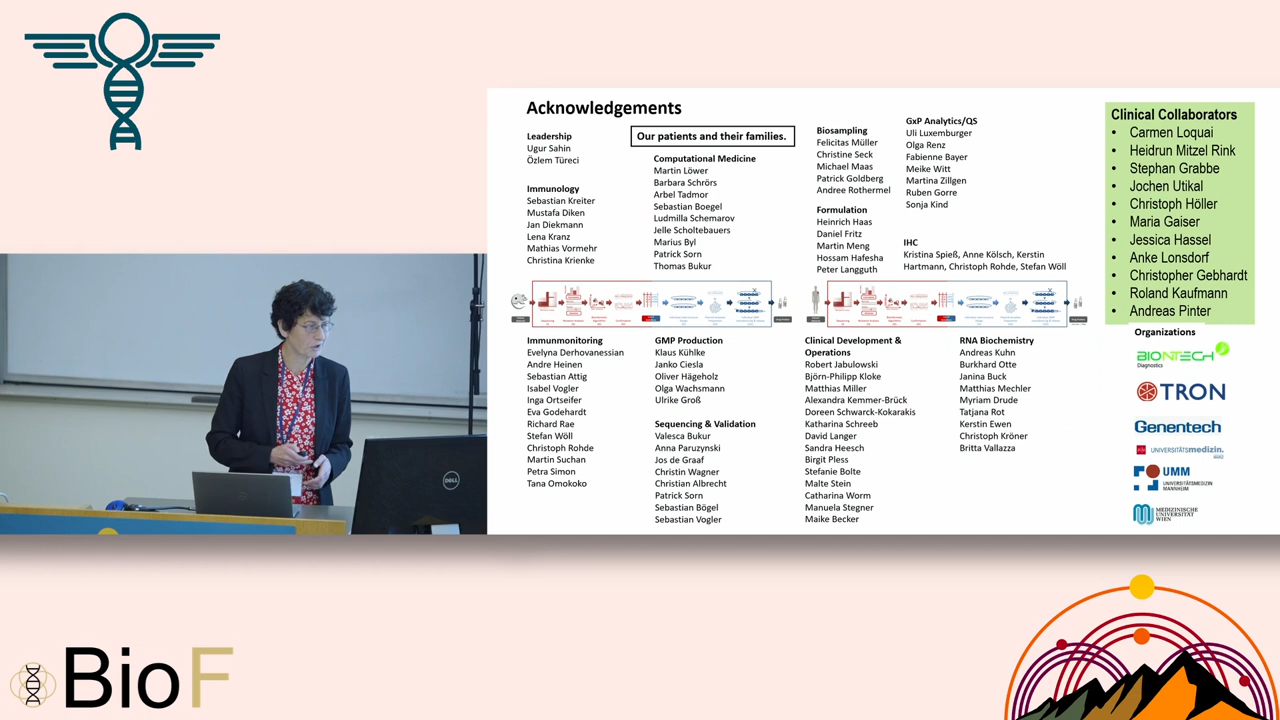 Acknowledgements
Leadership
Ugur Sahin
Özlem Türeci
Our patients and their families.
Immunology
Sebastian Kreiter
Mustafa Diken
Jan Diekmann
Lena Kranz
Mathias Vormehr
Christina Krienke
Computational Medicine
Martin Löwer
Barbara Schrörs
Arbel Tadmor
Sebastian Boegel
Ludmilla Schemarov
Jelle Scholtebauers
Marius Byl
Patrick Sorn
Thomas Bukur
Biosampling
Felicitas Müller
Christine Seck
Michael Maas
Patrick Goldberg
Andree Rothermel
Formulation
Heinrich Haas
Daniel Fritz
Martin Meng
Hossam Hafesha
Peter Langguth
GxP Analytics/QS
Uli Luxemburger
Olga Renz
Fabienne Bayer
Meike Witt
Martina Zillgen
Ruben Gorre
Sonja Kind
IHC
Kristina Spieß, Anne Kölsch, Kerstin
Hartmann, Christoph Rohde, Stefan Wöll
Clinical Collaborators
• Carmen Loquai
• Heidrun Mitzel Rink
• Stephan Grabbe
• Jochen Utikal
• Christoph Höller
• Maria Gaiser
• Jessica Hassel
• Anke Lonsdorf
• Christopher Gebhardt
• Roland Kaufmann
• Andreas Pinter
Immunmonitoring
Evelyna Derhovanessian
Andre Heinen
Sebastian Attig
Isabel Vogler
Inga Ortseifer
Eva Godehardt
Richard Rae
Stefan Wöll
Christoph Rohde
Martin Suchan
Petra Simon
Tana Omokoko
GMP Production
Klaus Kühlke
Janko Ciesla
Oliver Hägeholz
Olga Wachsmann
Ulrike Groß
Sequencing & Validation
Valesca Bukur
Anna Paruzynski
Jos de Graaf
Christin Wagner
Christian Albrecht
Patrick Sorn
Sebastian Bögel
Sebastian Vogler
Clinical Development &
Operations
Robert Jabulowski
Björn-Philipp Kloke
Matthias Miller
Alexandra Kemmer-Brück
Doreen Schwarck-Kokarakis
Katharina Schreeb
David Langer
Sandra Heesch
Birgit Pless
Stefanie Bolte
Malte Stein
Catharina Worm
Manuela Stegner
Maike Becker
RNA Biochemistry
Andreas Kuhn
Burkhard Otte
Janina Buck
Matthias Mechler
Myriam Drude
Tatjana Rot
Kerstin Ewen
Christoph Kröner
Britta Vallazza
Organizations
BIONTECH
Diagnostics
TRON
Genentech
UNIVERSITÄTSmedizin.
UMM
UNIVERSITÄTSMEDIZIN
MANNHEIM
MEDIZINISCHE
UNIVERSITÄT
WIEN
DELL
BioF